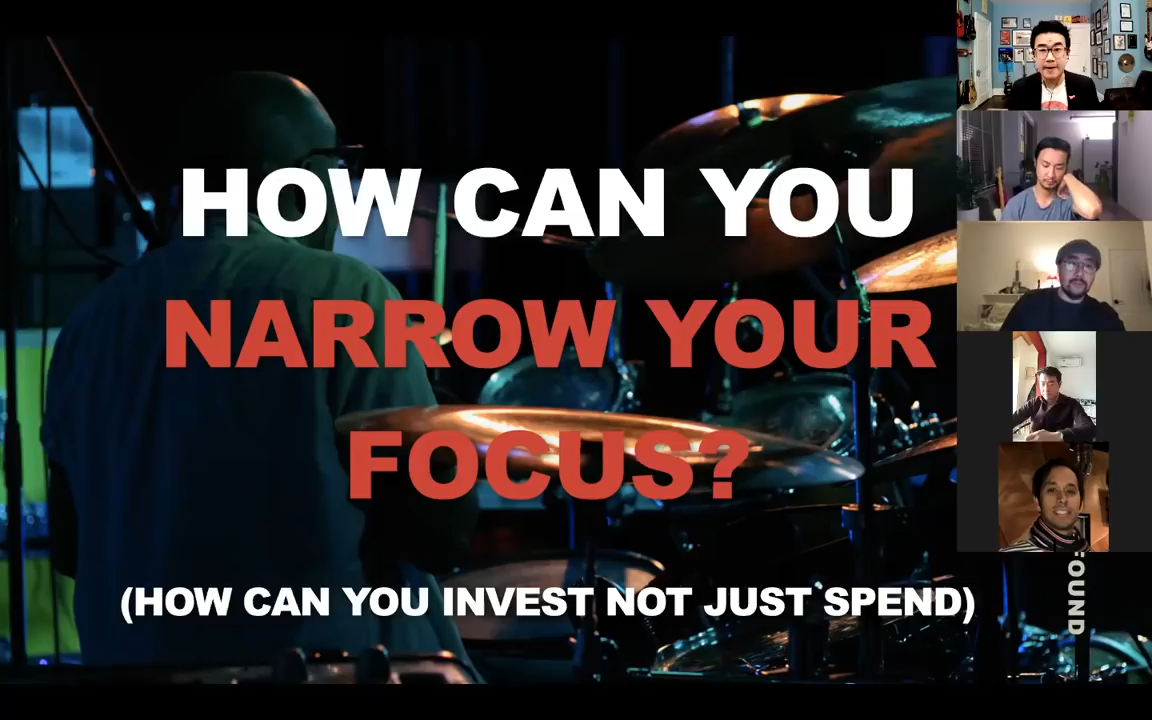 HOW CAN YOU
NARROW YOUR
FOCUS?
(HOW CAN YOU INVEST NOT JUST SPEND)